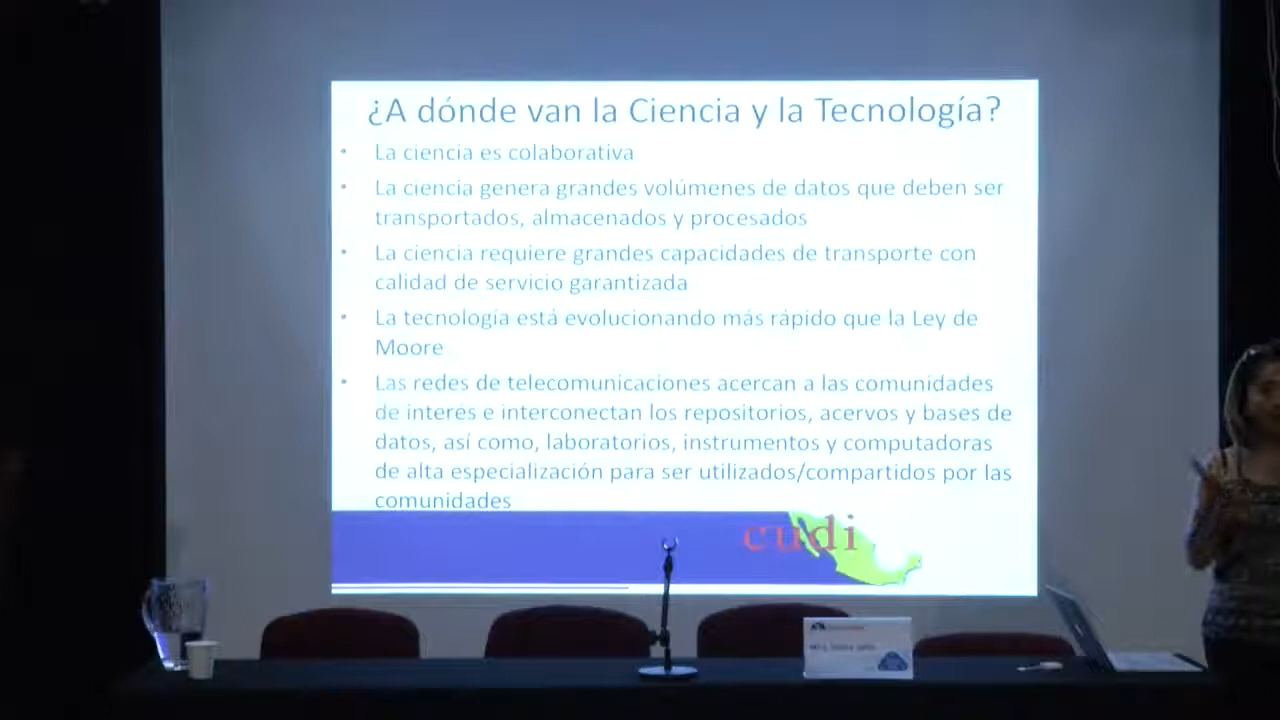 ¿A dónde van la Ciencia y la Tecnología?
• La ciencia es colaborativa
• La ciencia genera grandes volúmenes de datos que deben ser
transportados, almacenados y procesados
• La ciencia requiere grandes capacidades de transporte con
calidad de servicio garantizada
• La tecnología está evolucionando más rápido que la Ley de
Moore
• Las redes de telecomunicaciones acercan a las comunidades
de interés e interconectan los repositorios, acervos y bases de
datos, así como, laboratorios, instrumentos y computadoras
de alta especialización para ser utilizados/compartidos por las
comunidades
cudi